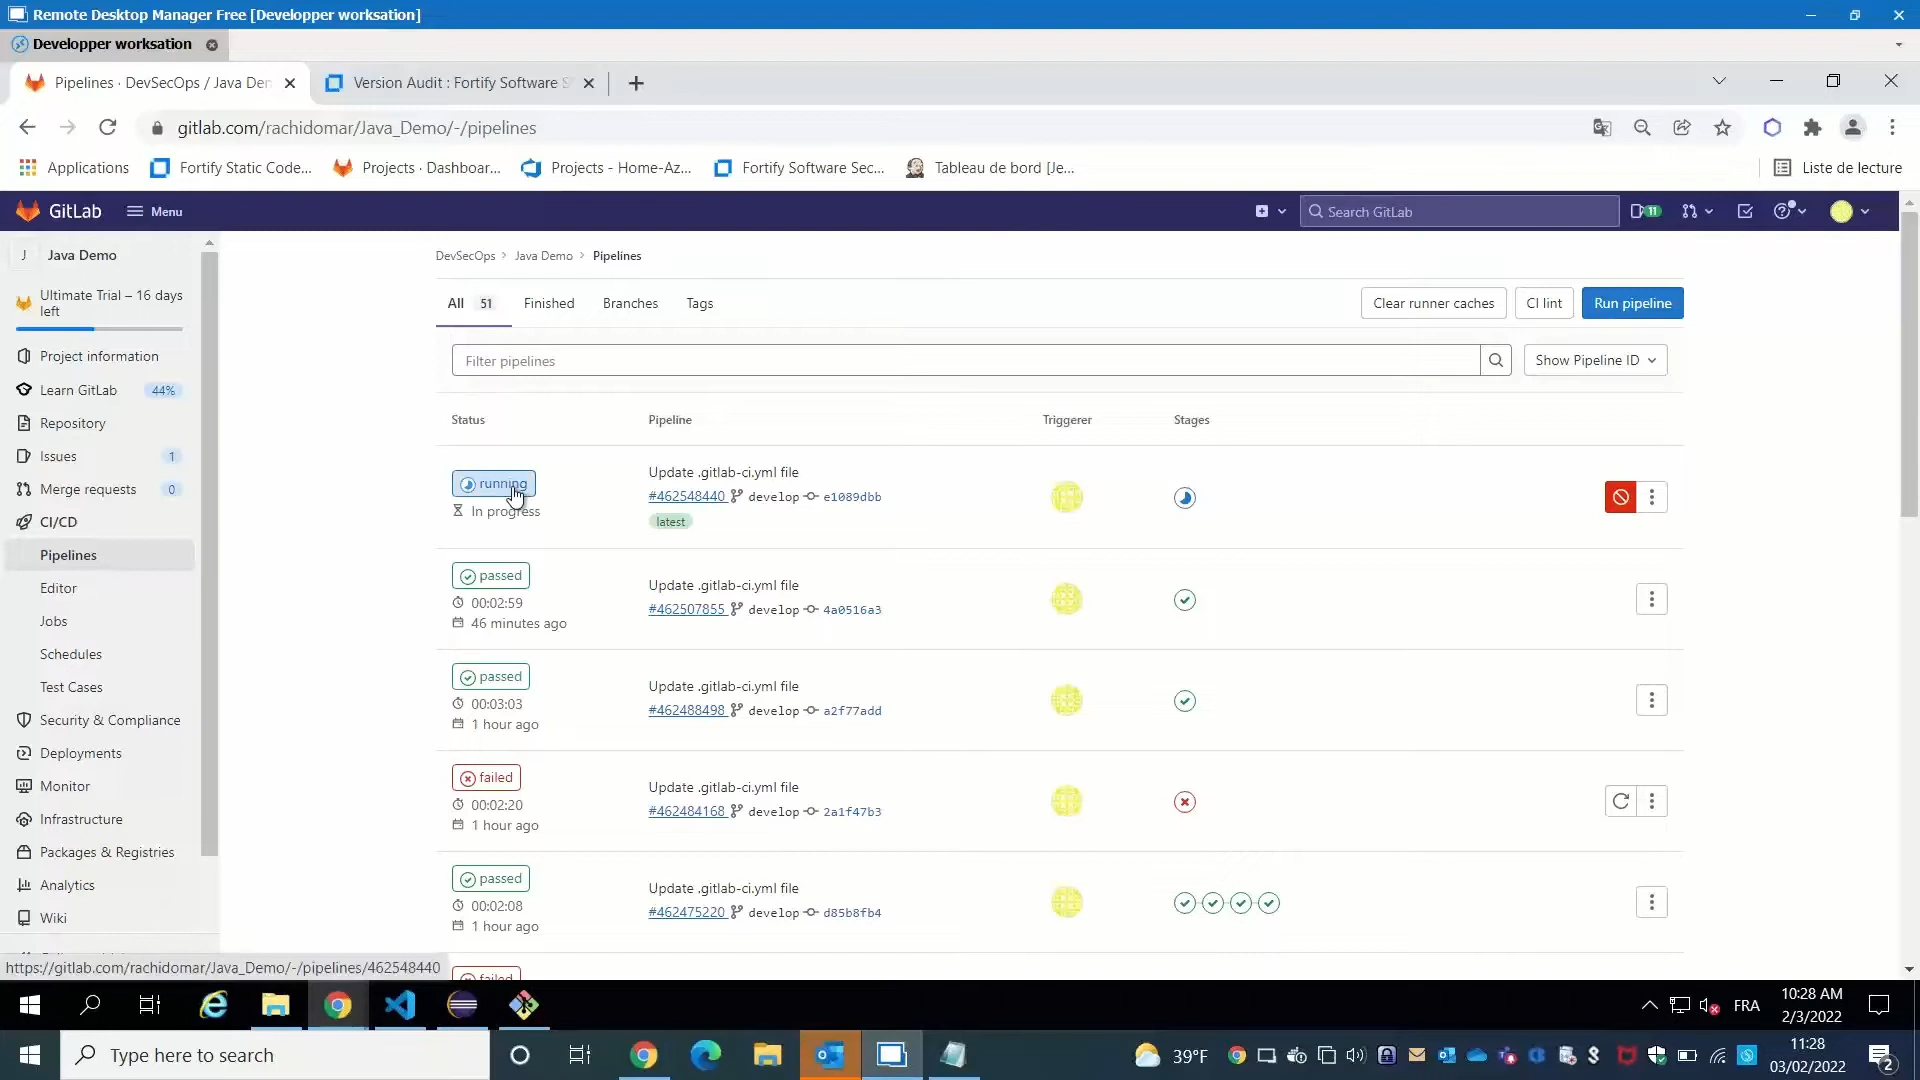 Remote Desktop Manager Free [Developper worksation]
Developper worksation
Pipelines · DevSecOps / Java Den
Version Audit : Fortify Software S
gitlab.com/rachidomar/Java_Demo/-/pipelines
Applications
Fortify Static Code...
Projects · Dashboar...
Projects - Home-Az...
Fortify Software Sec...
Tableau de bord [Je...
Liste de lecture
GitLab
Menu
Search GitLab
11
J Java Demo
Ultimate Trial – 16 days
left
Project information
Learn GitLab 44%
Repository
Issues 1
Merge requests 0
CI/CD
Pipelines
Editor
Jobs
Schedules
Test Cases
Security & Compliance
Deployments
Monitor
Infrastructure
Packages & Registries
Analytics
Wiki
DevSecOps > Java Demo > Pipelines
All 51 Finished Branches Tags
Clear runner caches CI lint Run pipeline
Filter pipelines
Show Pipeline ID
Status Pipeline Triggerer Stages
running
In progress
Update .gitlab-ci.yml file
#462548440 develop e1089dbb
latest
passed
00:02:59
46 minutes ago
Update .gitlab-ci.yml file
#462507855 develop 4a0516a3
passed
00:03:03
1 hour ago
Update .gitlab-ci.yml file
#462488498 develop a2f77add
failed
00:02:20
1 hour ago
Update .gitlab-ci.yml file
#462484168 develop 2a1f47b3
passed
00:02:08
1 hour ago
Update .gitlab-ci.yml file
#462475220 develop d85b8fb4
failed
https://gitlab.com/rachidomar/Java_Demo/-/pipelines/462548440
FRA
10:28 AM
2/3/2022
Type here to search
39°F
11:28
03/02/2022
2